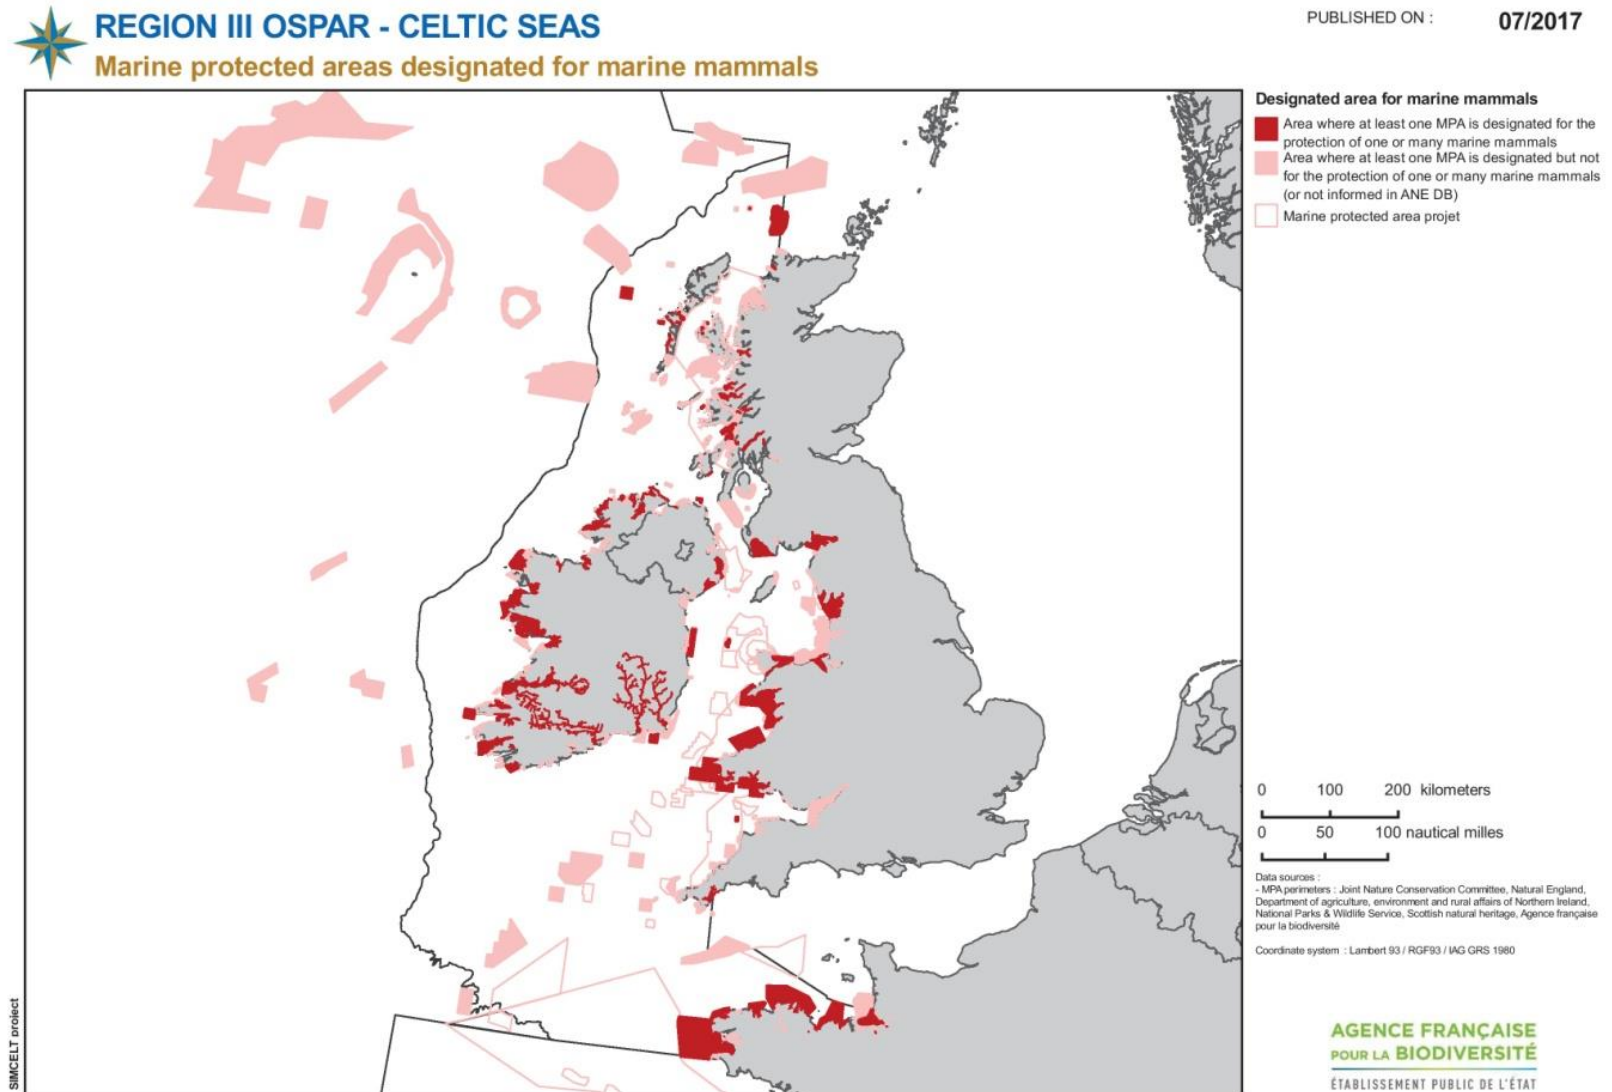 REGION III OSPAR - CELTIC SEAS
Marine protected areas designated for marine mammals
PUBLISHED ON : 07/2017
Designated area for marine mammals
Area where at least one MPA is designated for the
protection of one or many marine mammals
Area where at least one MPA is designated but not
for the protection of one or many marine mammals
(or not informed in ANE DB)
Marine protected area projet
0 100 200 kilometers
0 50 100 nautical milles
Data sources :
- MPA perimeters : Joint Nature Conservation Committee, Natural England,
Department of agriculture, environment and rural affairs of Northern Ireland,
National Parks & Wildlife Service, Scottish natural heritage, Agence française
pour la biodiversité
Coordinate system : Lambert 93 / RGF93 / IAG GRS 1980
SIMCELT project
AGENCE FRANÇAISE
POUR LA BIODIVERSITÉ
ÉTABLISSEMENT PUBLIC DE L'ÉTAT